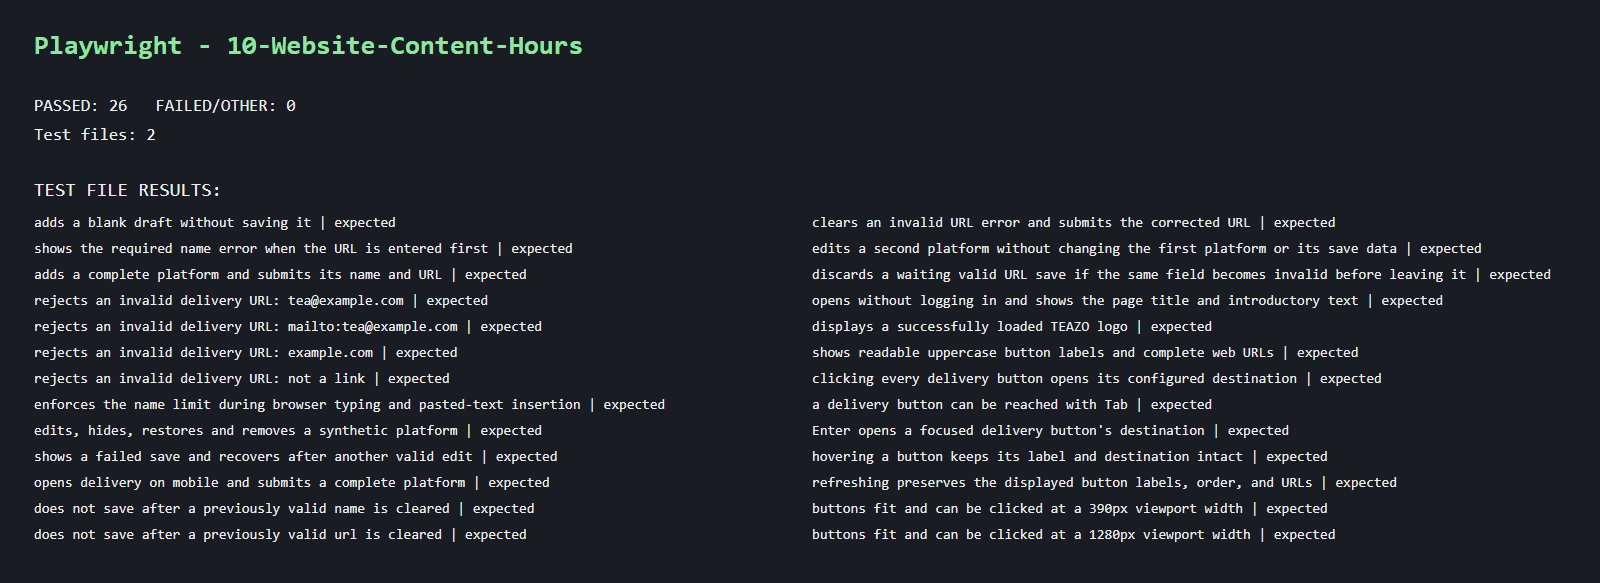 Playwright - 10-Website-Content-Hours
PASSED: 26   FAILED/OTHER: 0
Test files: 2
TEST FILE RESULTS:
adds a blank draft without saving it | expected
shows the required name error when the URL is entered first | expected
adds a complete platform and submits its name and URL | expected
rejects an invalid delivery URL: tea@example.com | expected
rejects an invalid delivery URL: mailto:tea@example.com | expected
rejects an invalid delivery URL: example.com | expected
rejects an invalid delivery URL: not a link | expected
enforces the name limit during browser typing and pasted-text insertion | expected
edits, hides, restores and removes a synthetic platform | expected
shows a failed save and recovers after another valid edit | expected
opens delivery on mobile and submits a complete platform | expected
does not save after a previously valid name is cleared | expected
does not save after a previously valid url is cleared | expected
clears an invalid URL error and submits the corrected URL | expected
edits a second platform without changing the first platform or its save data | expected
discards a waiting valid URL save if the same field becomes invalid before leaving it | expected
opens without logging in and shows the page title and introductory text | expected
displays a successfully loaded TEAZO logo | expected
shows readable uppercase button labels and complete web URLs | expected
clicking every delivery button opens its configured destination | expected
a delivery button can be reached with Tab | expected
Enter opens a focused delivery button's destination | expected
hovering a button keeps its label and destination intact | expected
refreshing preserves the displayed button labels, order, and URLs | expected
buttons fit and can be clicked at a 390px viewport width | expected
buttons fit and can be clicked at a 1280px viewport width | expected